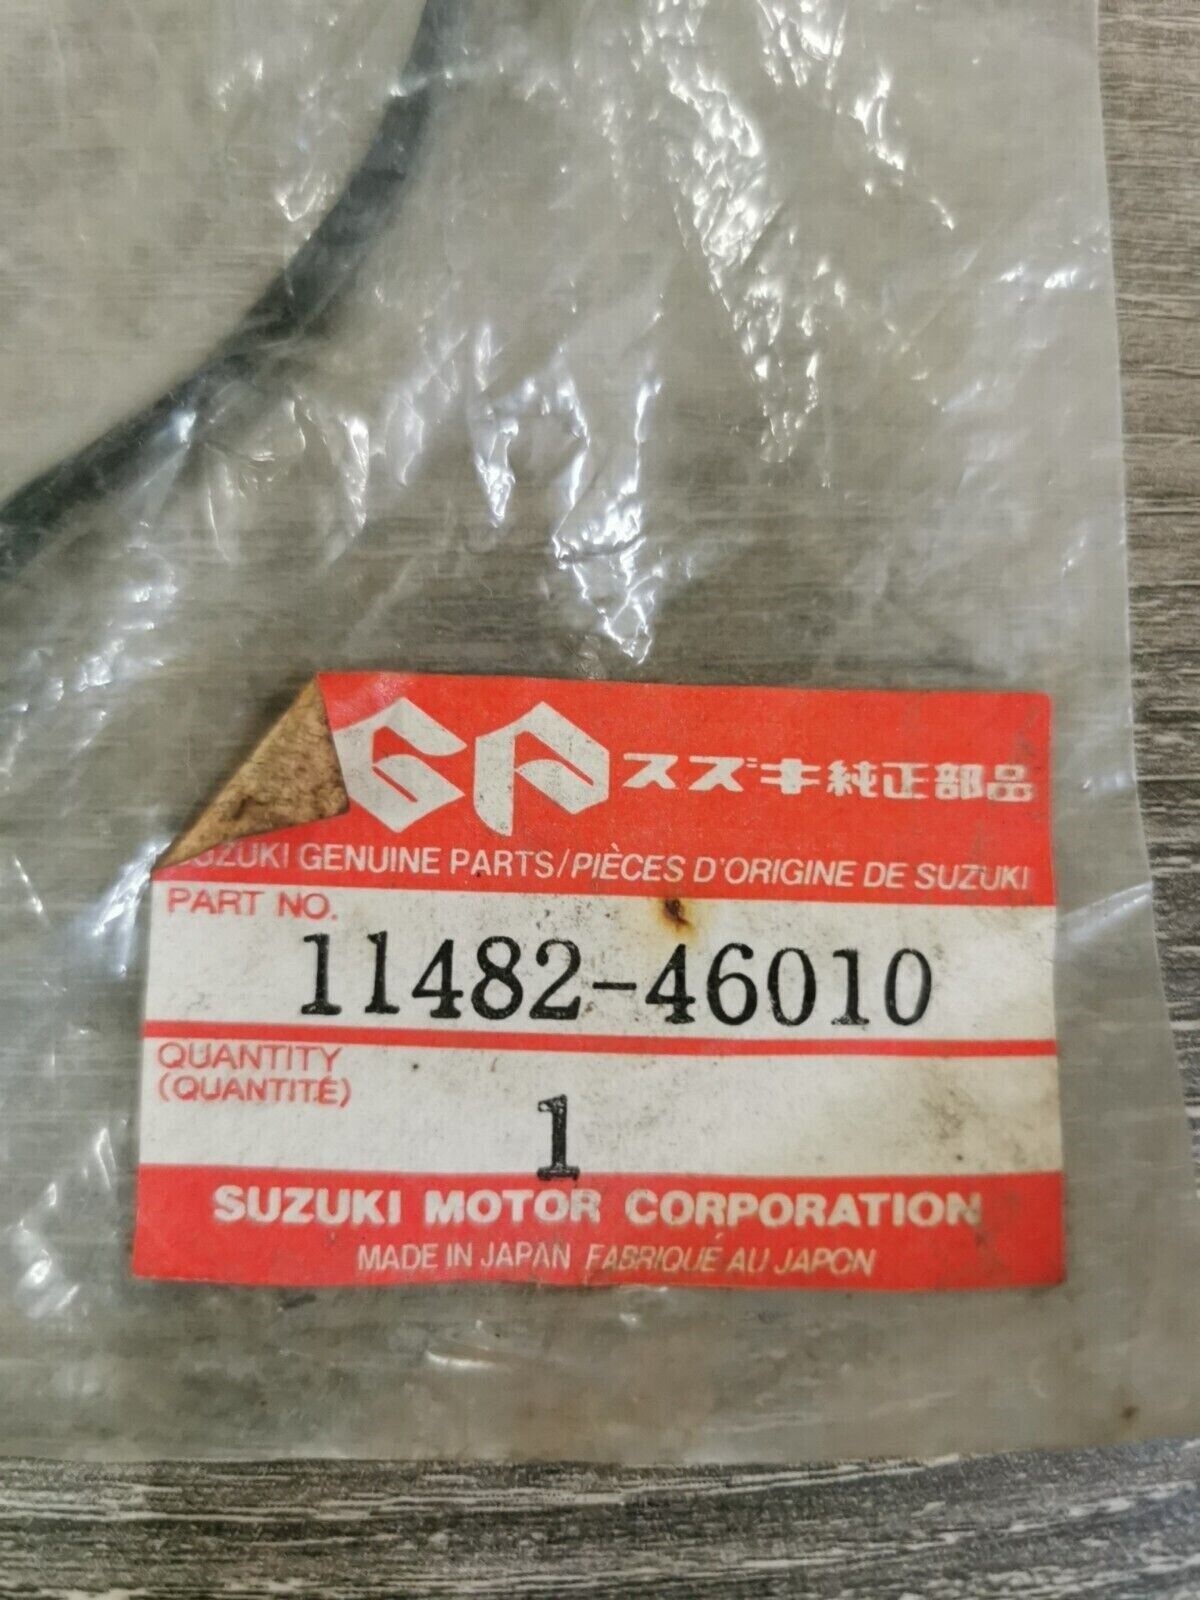 GP スズキ純正部品
SUZUKI GENUINE PARTS/PIÈCES D'ORIGINE DE SUZUKI
PART NO.
11482-46010
QUANTITY
(QUANTITÉ)
1
SUZUKI MOTOR CORPORATION
MADE IN JAPAN FABRIQUÉ AU JAPON